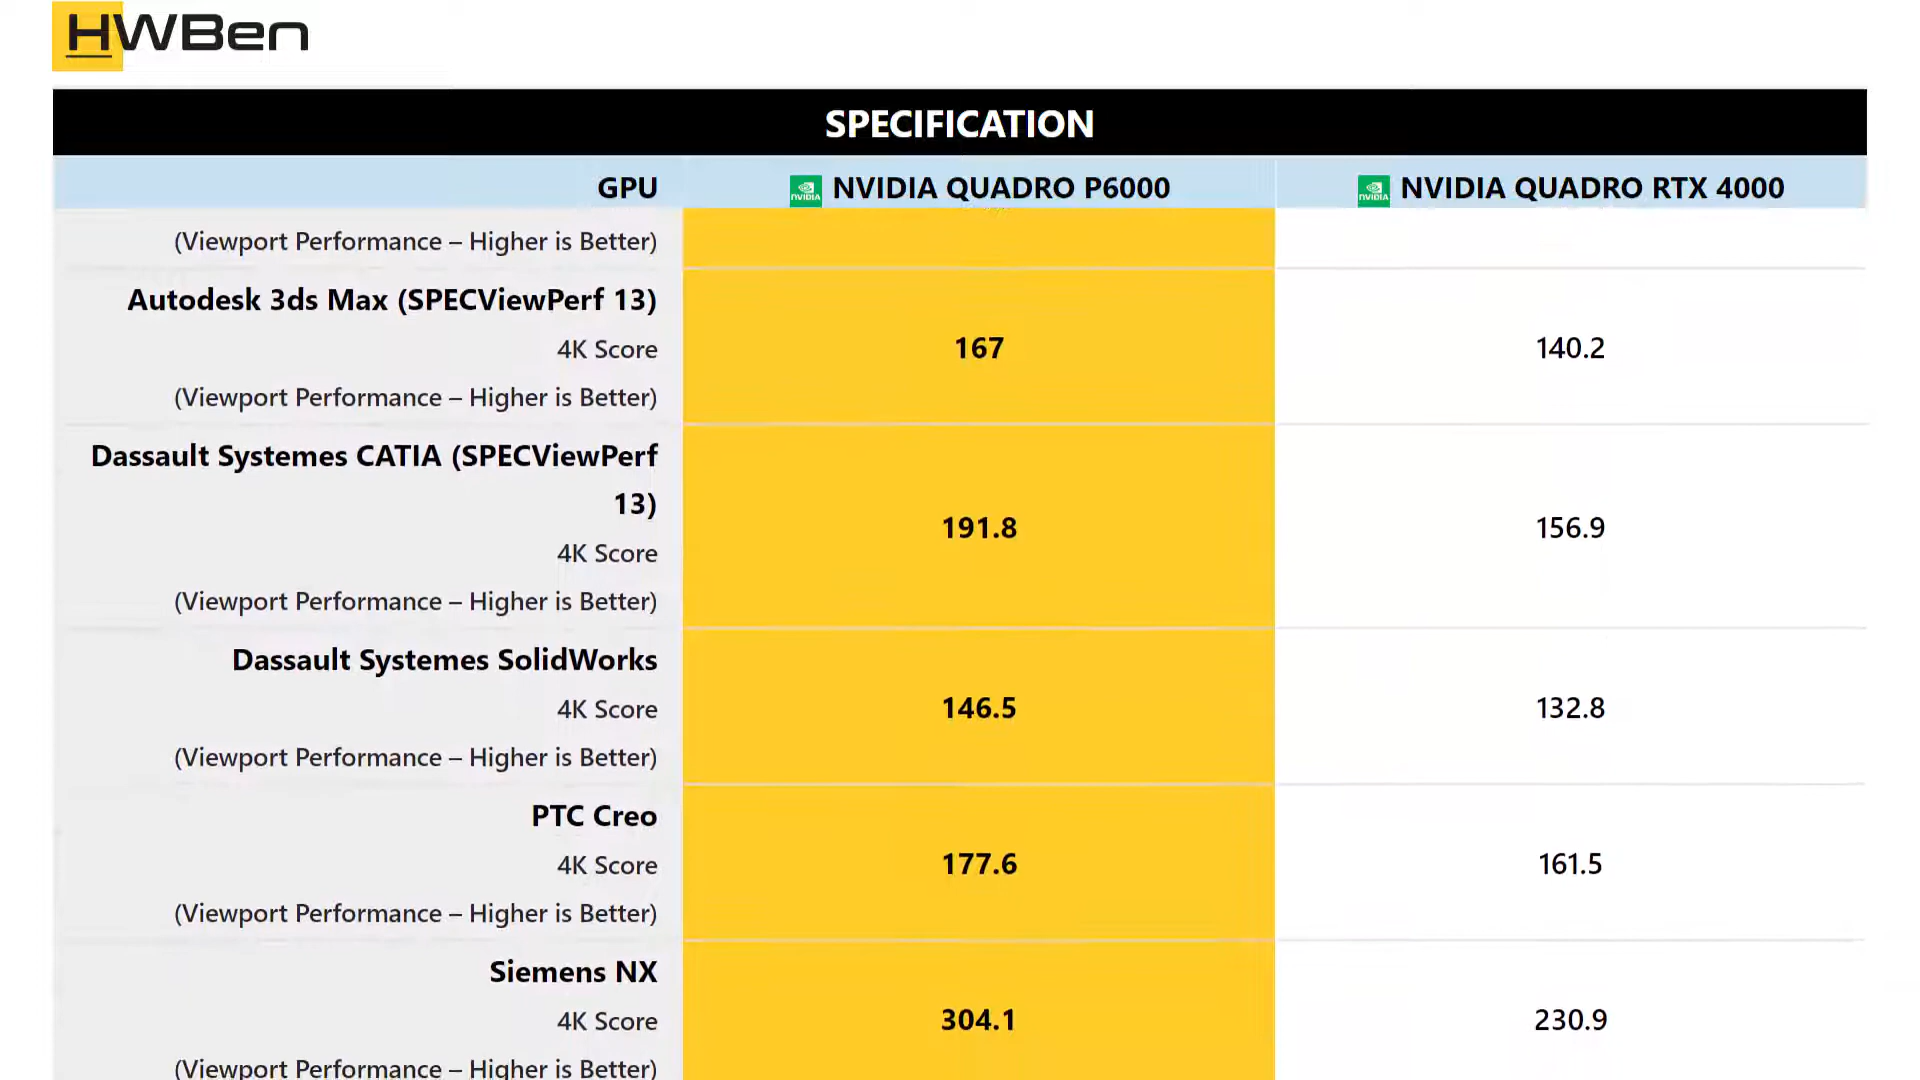 HWBen
SPECIFICATION
GPU NVIDIA NVIDIA QUADRO P6000 NVIDIA NVIDIA QUADRO RTX 4000
(Viewport Performance – Higher is Better)
Autodesk 3ds Max (SPECViewPerf 13)
4K Score 167 140.2
(Viewport Performance – Higher is Better)
Dassault Systemes CATIA (SPECViewPerf
13)
191.8 156.9
4K Score
(Viewport Performance – Higher is Better)
Dassault Systemes SolidWorks
4K Score 146.5 132.8
(Viewport Performance – Higher is Better)
PTC Creo
4K Score 177.6 161.5
(Viewport Performance – Higher is Better)
Siemens NX
4K Score 304.1 230.9
(Viewport Performance – Higher is Better)